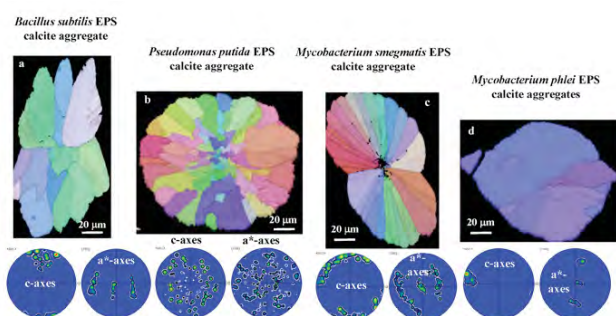 Bacillus subtilis EPS
calcite aggregate
Pseudomonas putida EPS
calcite aggregate
Mycobacterium smegmatis EPS
calcite aggregate
Mycobacterium phlei EPS
calcite aggregates
a
b
c
d
20 µm
20 µm
20 µm
20 µm
c-axes
a*-axes
c-axes
a*-axes
c-axes
a*-
axes
c-axes
a*-
axes